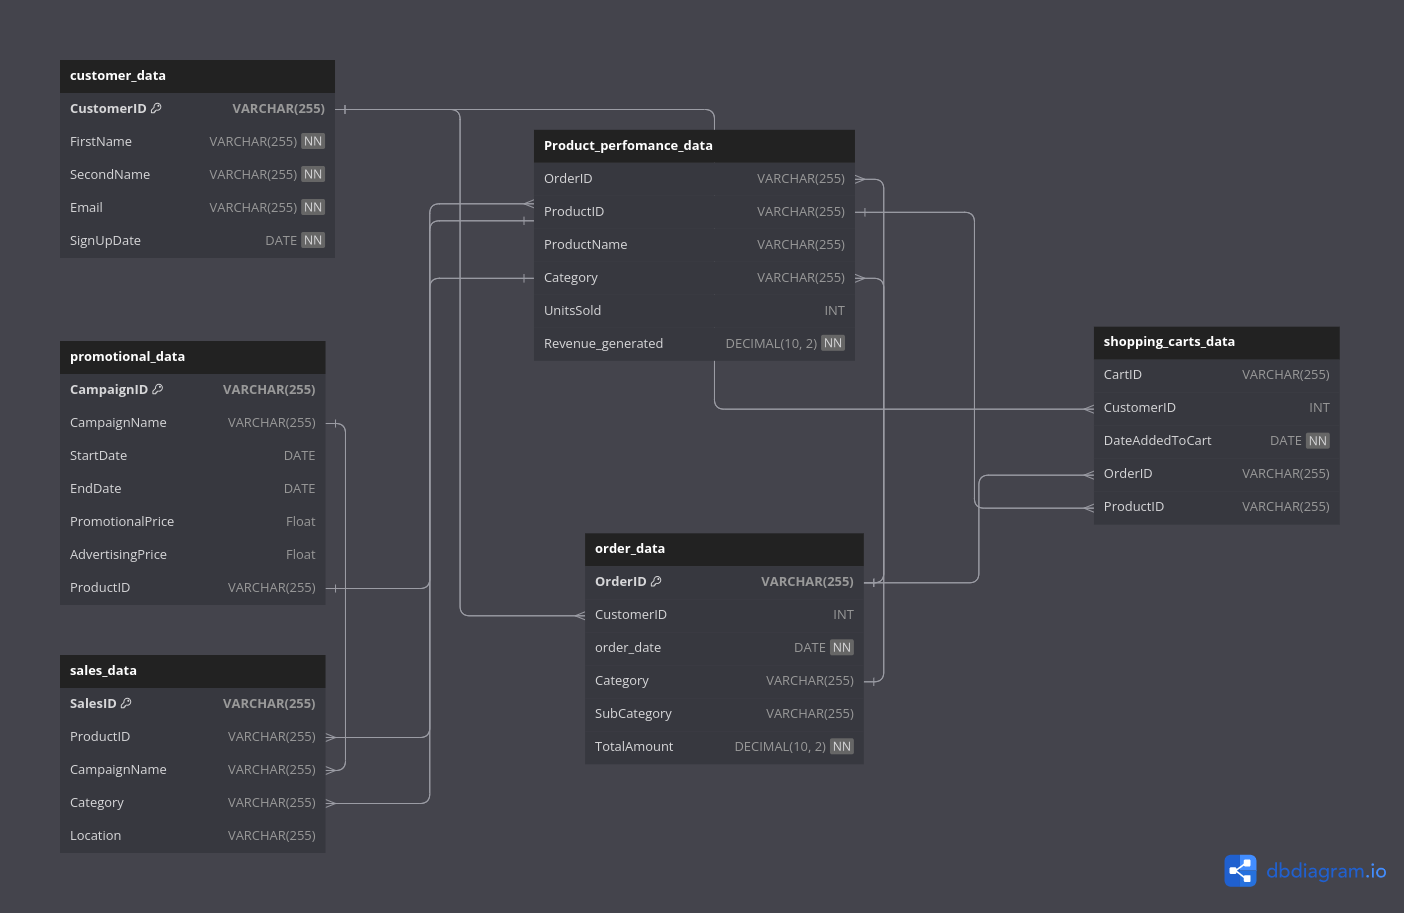 customer_data
CustomerID VARCHAR(255)
FirstName VARCHAR(255) NN
SecondName VARCHAR(255) NN
Email VARCHAR(255) NN
SignUpDate DATE NN
Product_perfomance_data
OrderID VARCHAR(255)
ProductID VARCHAR(255)
ProductName VARCHAR(255)
Category VARCHAR(255)
UnitsSold INT
Revenue_generated DECIMAL(10, 2) NN
promotional_data
CampaignID VARCHAR(255)
CampaignName VARCHAR(255)
StartDate DATE
EndDate DATE
PromotionalPrice Float
AdvertisingPrice Float
ProductID VARCHAR(255)
shopping_carts_data
CartID VARCHAR(255)
CustomerID INT
DateAddedToCart DATE NN
OrderID VARCHAR(255)
ProductID VARCHAR(255)
order_data
OrderID VARCHAR(255)
CustomerID INT
order_date DATE NN
Category VARCHAR(255)
SubCategory VARCHAR(255)
TotalAmount DECIMAL(10, 2) NN
sales_data
SalesID VARCHAR(255)
ProductID VARCHAR(255)
CampaignName VARCHAR(255)
Category VARCHAR(255)
Location VARCHAR(255)
dbdiagram.io